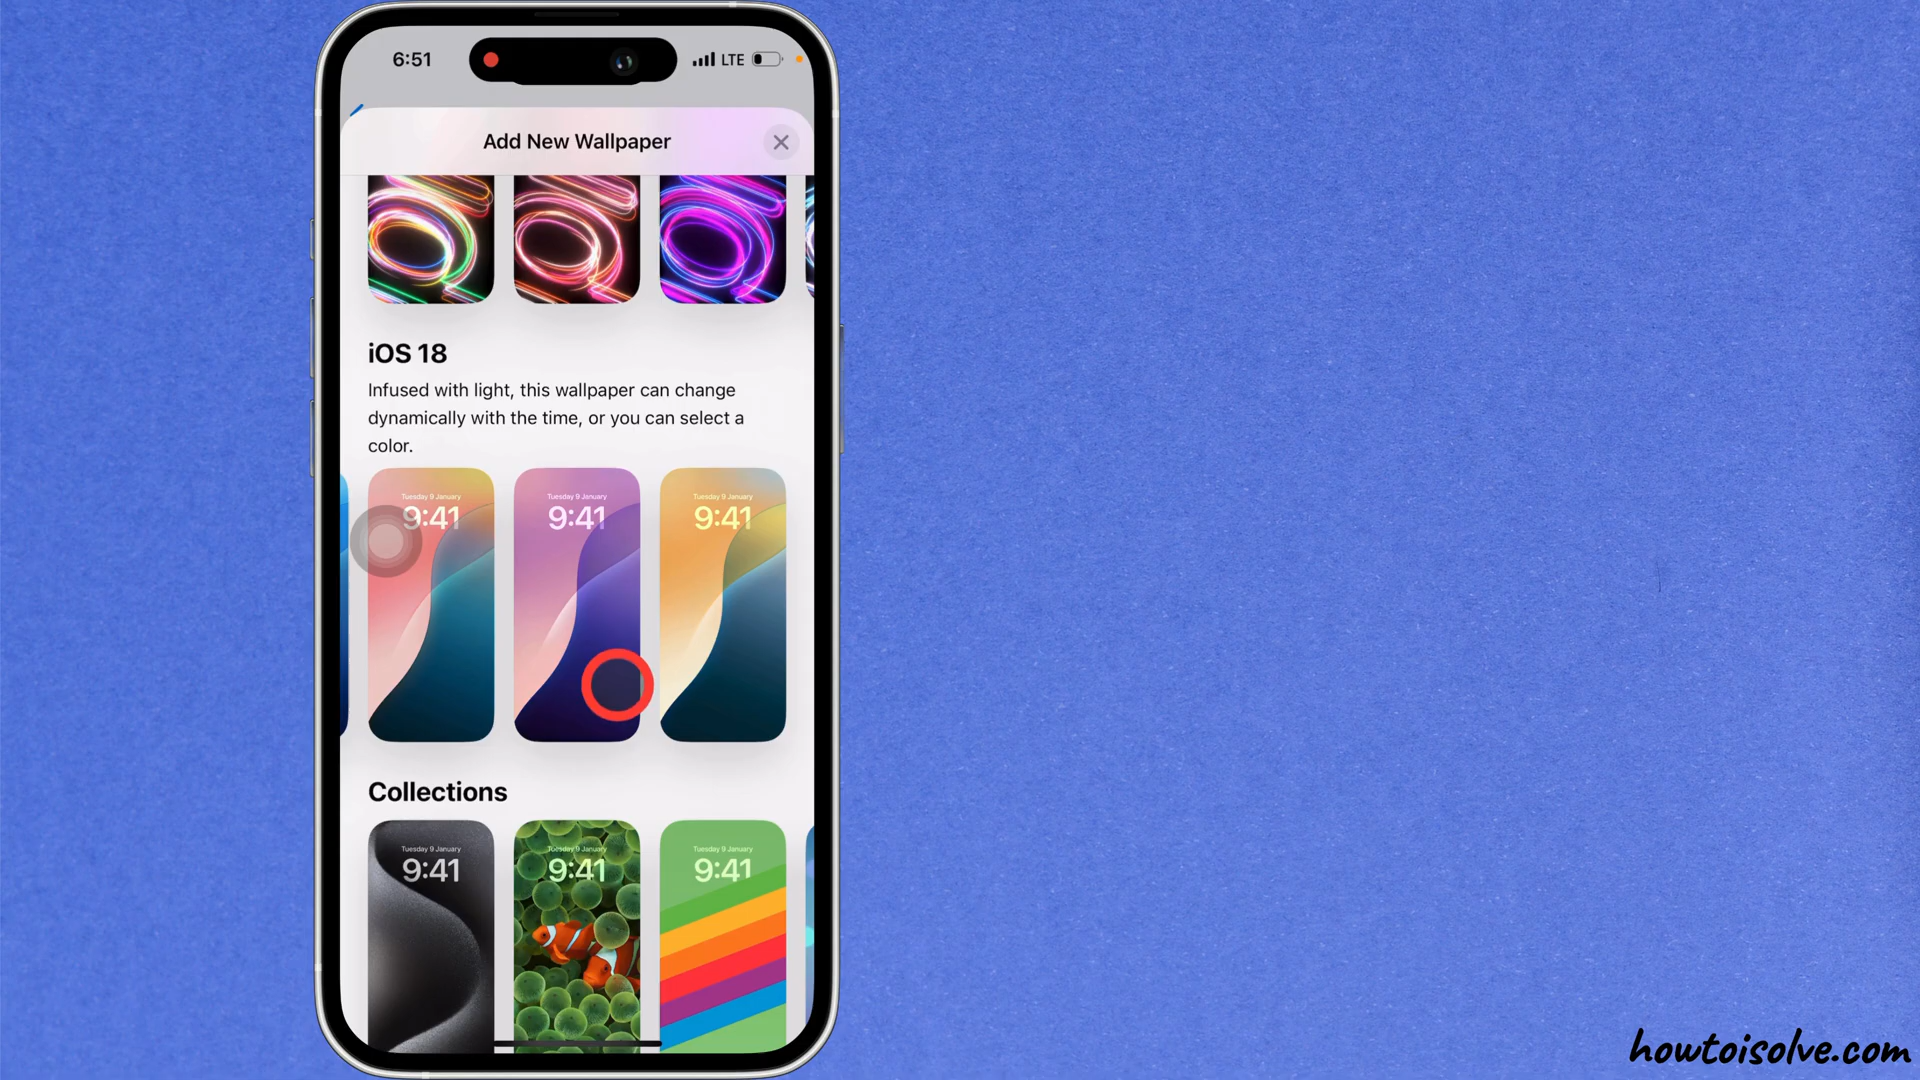 6:51
LTE
Add New Wallpaper
iOS 18
Infused with light, this wallpaper can change
dynamically with the time, or you can select a
color.
Tuesday 9 January
9:41
Tuesday 9 January
9:41
Tuesday 9 January
9:41
Collections
Tuesday 9 January
9:41
Tuesday 9 January
9:41
Tuesday 9 January
9:41
howtoisolve.com